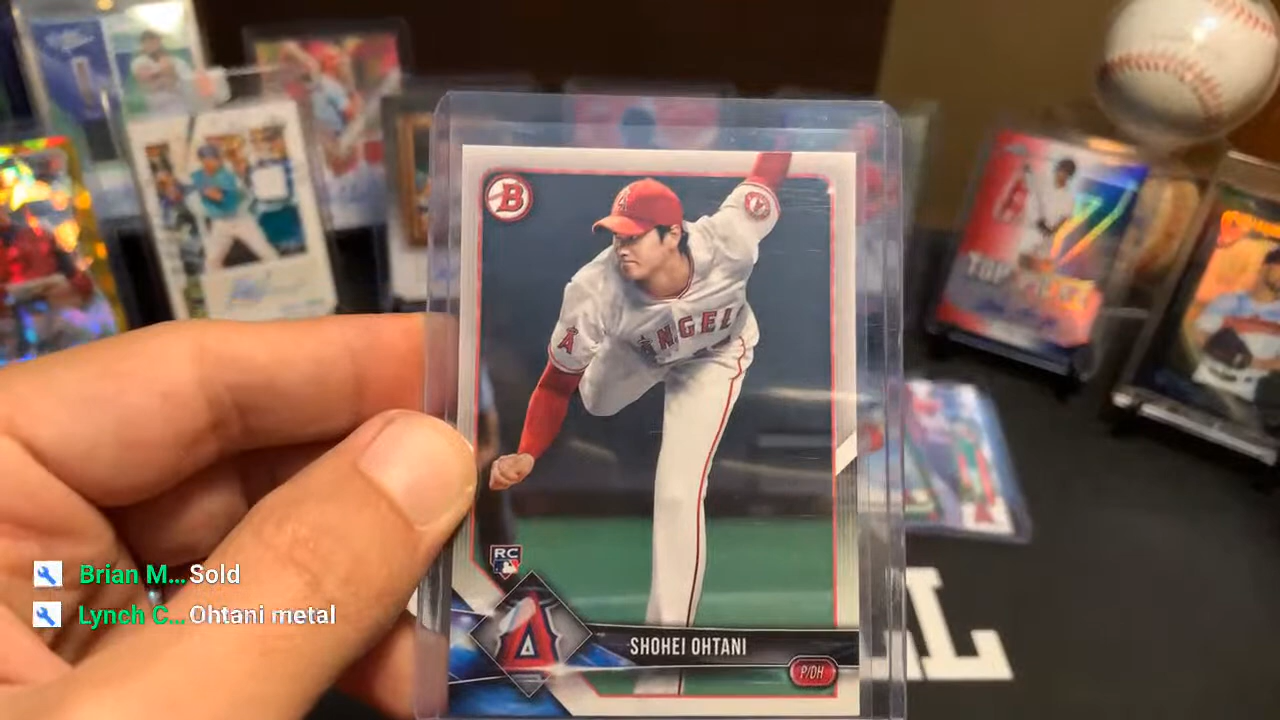 B
A
ANGEL
A
RC
A
SHOHEI OHTANI
P/DH
Brian M... Sold
Lynch C... Ohtani metal
L